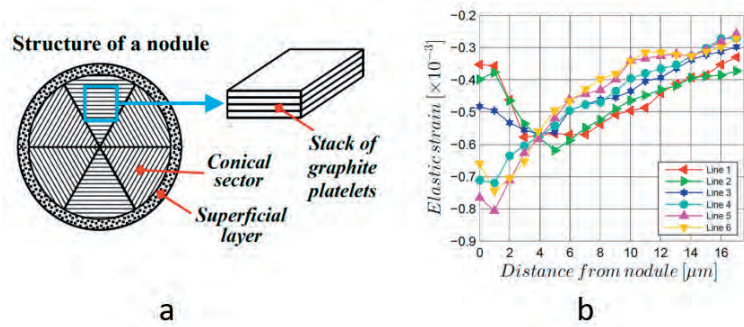 Structure of a nodule
Stack of
graphite
platelets
Conical
sector
Superficial
layer
a
Elastic strain [×10⁻³]
−0.2
−0.3
−0.4
−0.5
−0.6
−0.7
−0.8
−0.9
Line 1
Line 2
Line 3
Line 4
Line 5
Line 6
0 2 4 6 8 10 12 14 16
Distance from nodule [μm]
b